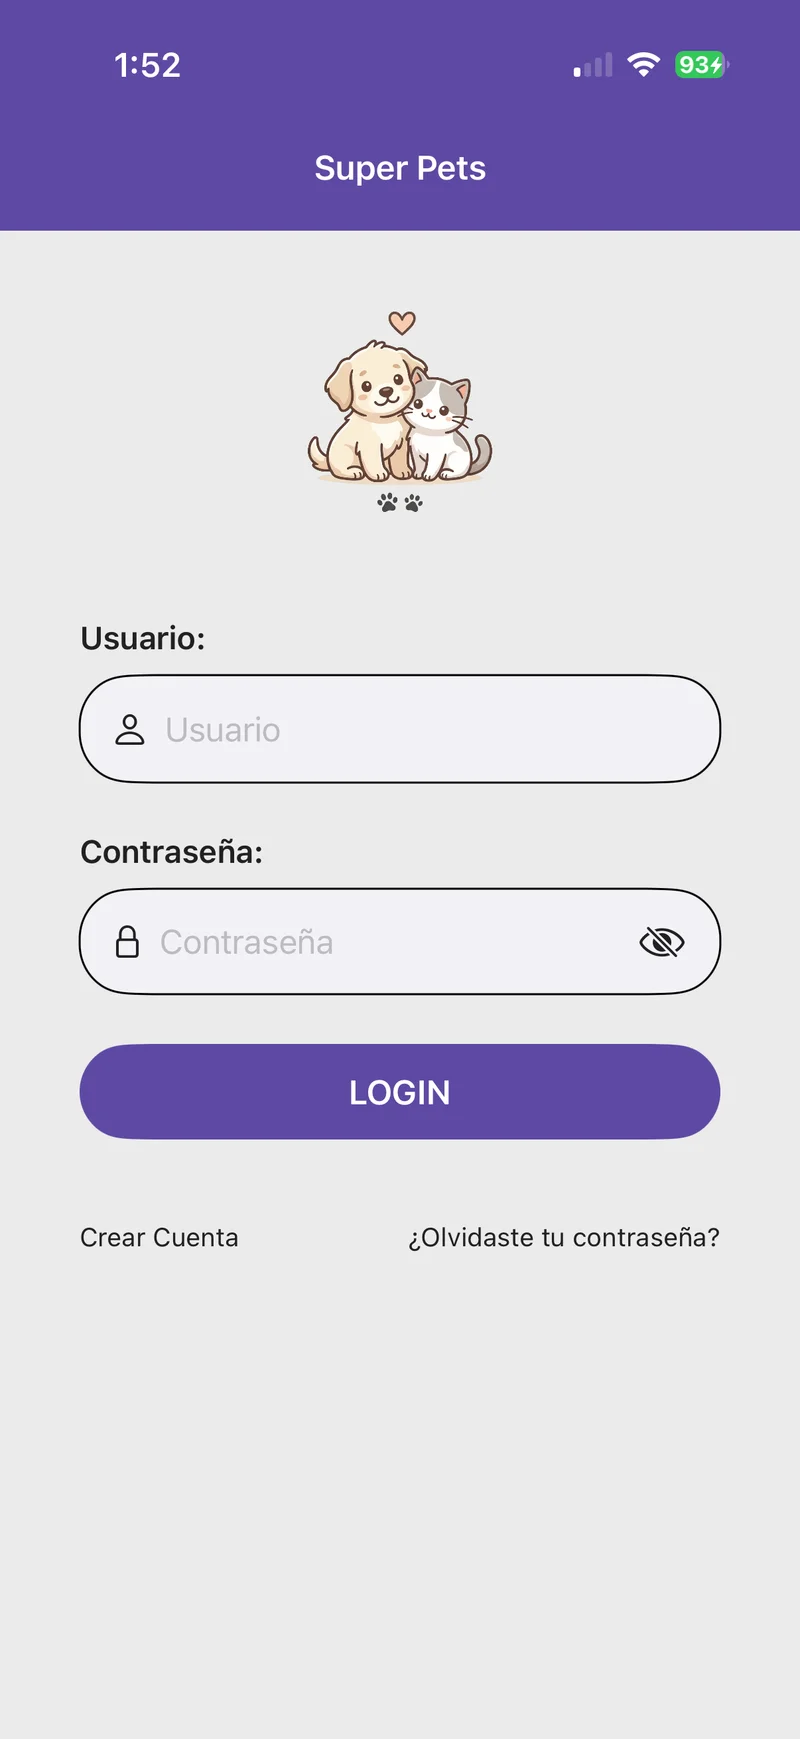 1:52
93
Super Pets
Usuario:
Usuario
Contraseña:
Contraseña
LOGIN
Crear Cuenta
¿Olvidaste tu contraseña?